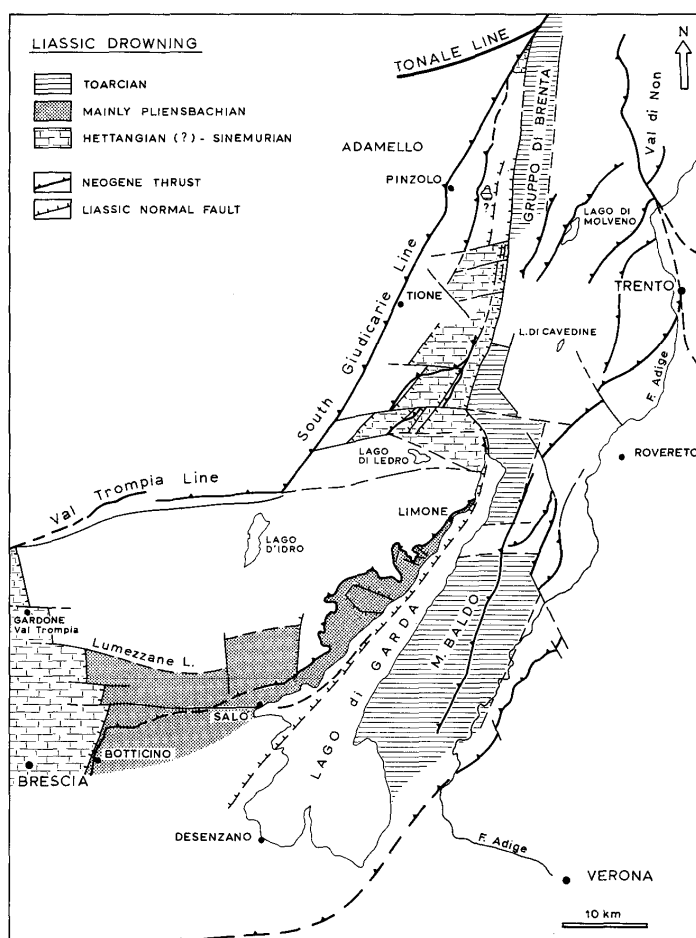 LIASSIC DROWNING
TOARCIAN
MAINLY PLIENSBACHIAN
HETTANGIAN (?) - SINEMURIAN
NEOGENE THRUST
LIASSIC NORMAL FAULT
TONALE LINE
N
Val di Non
ADAMELLO
PINZOLO
GRUPPO DI BRENTA
?
LAGO DI
MOLVENO
South Giudicarie Line
TIONE
TRENTO
L. DI CAVEDINE
F. Adige
LAGO
DI LEDRO
ROVERETO
Val Trompia Line
LIMONE
LAGO
D'IDRO
GARDONE
Val Trompia
Lumezzane L.
M. BALDO
LAGO di GARDA
SALO'
BOTTICINO
BRESCIA
DESENZANO
F. Adige
VERONA
10 km